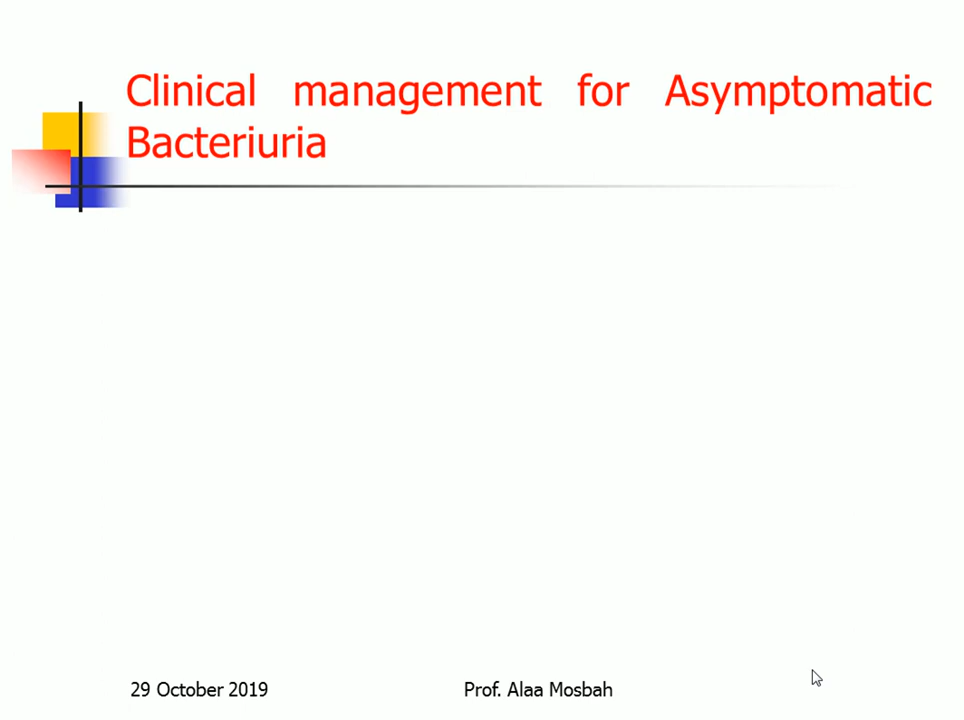 Clinical management for Asymptomatic
Bacteriuria
29 October 2019
Prof. Alaa Mosbah